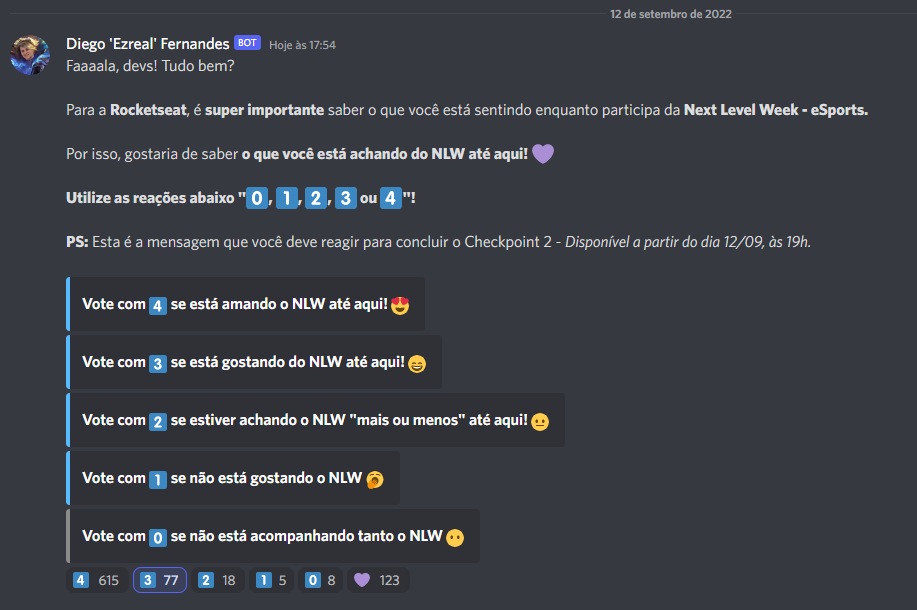 12 de setembro de 2022
Diego 'Ezreal' Fernandes BOT Hoje às 17:54
Faaaala, devs! Tudo bem?
Para a Rocketseat, é super importante saber o que você está sentindo enquanto participa da Next Level Week - eSports.
Por isso, gostaria de saber o que você está achando do NLW até aqui! 💜
Utilize as reações abaixo "0️⃣, 1️⃣, 2️⃣, 3️⃣ ou 4️⃣"!
PS: Esta é a mensagem que você deve reagir para concluir o Checkpoint 2 - Disponível a partir do dia 12/09, às 19h.
Vote com 4️⃣ se está amando o NLW até aqui! 😍
Vote com 3️⃣ se está gostando do NLW até aqui! 😄
Vote com 2️⃣ se estiver achando o NLW "mais ou menos" até aqui! 😐
Vote com 1️⃣ se não está gostando o NLW 🥱
Vote com 0️⃣ se não está acompanhando tanto o NLW 😶
4️⃣ 615 3️⃣ 77 2️⃣ 18 1️⃣ 5 0️⃣ 8 💜 123